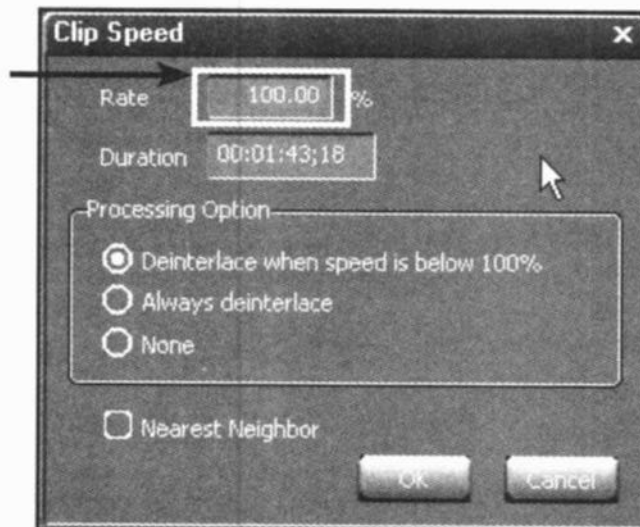 Clip Speed
Rate 100.00 %
Duration 00:01:43;18
Processing Option
Deinterlace when speed is below 100%
Always deinterlace
None
Nearest Neighbor
Ok Cancel